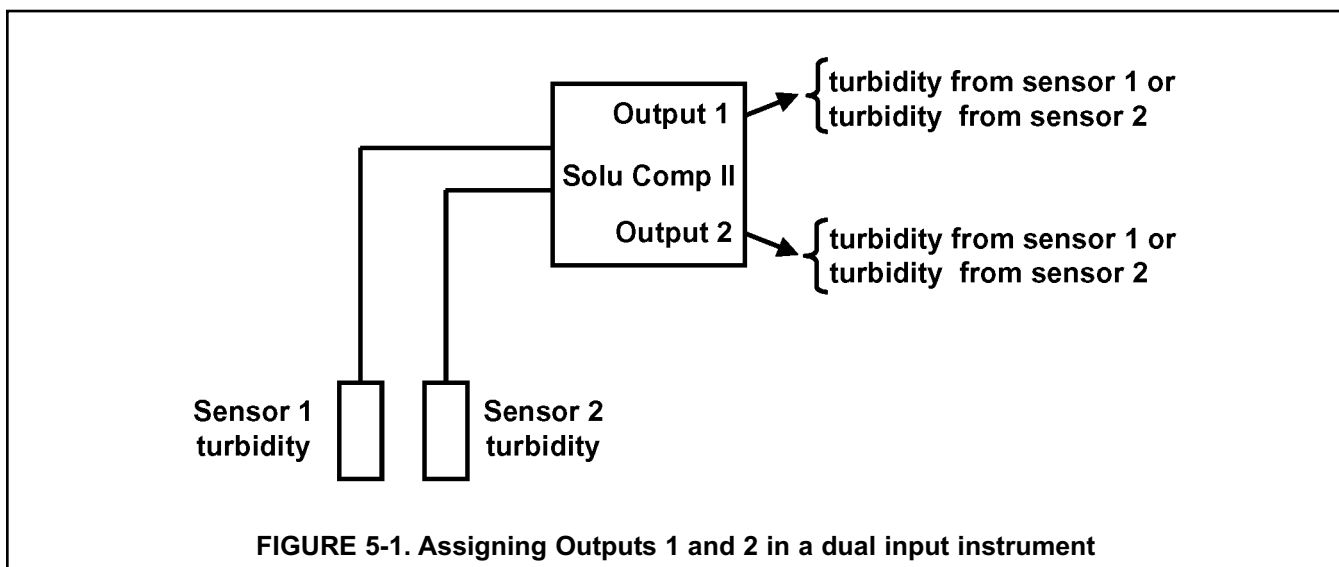 Output 1
turbidity from sensor 1 or
turbidity from sensor 2
Solu Comp II
Output 2
turbidity from sensor 1 or
turbidity from sensor 2
Sensor 1
turbidity
Sensor 2
turbidity
FIGURE 5-1. Assigning Outputs 1 and 2 in a dual input instrument